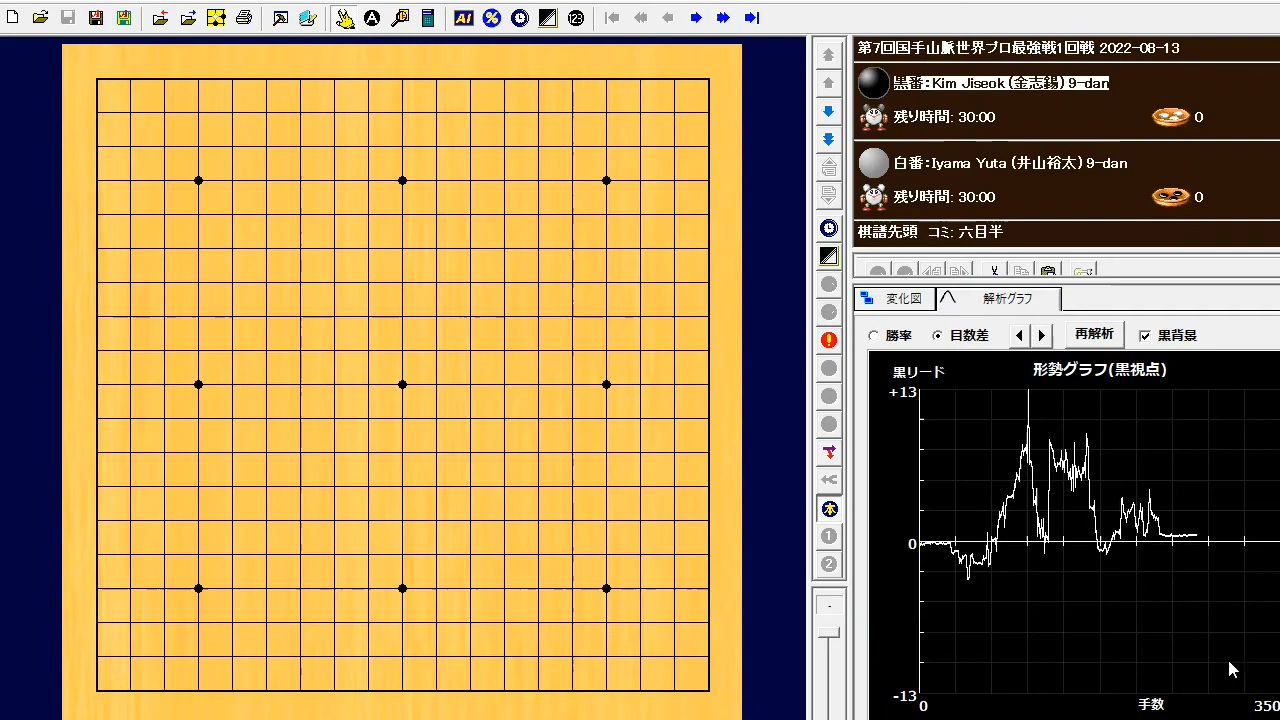 A
AI
%
123
第7回国手山脈世界プロ最強戦1回戦 2022-08-13
黒番:Kim Jiseok (金志錫) 9-dan
残り時間: 30:00
0
白番:Iyama Yuta (井山裕太) 9-dan
残り時間: 30:00
0
棋譜先頭 コミ: 六目半
変化図
解析グラフ
勝率
目数差
再解析
黒背景
黒リード
形勢グラフ(黒視点)
+13
0
-13
0
手数
350
本
1
2
-